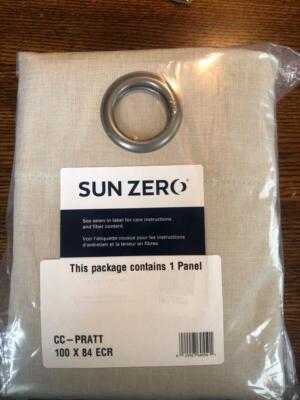 SUN ZERO
See sewn in label for care instructions
and fiber content.
Voir l'étiquette cousue pour les instructions
d'entretien et la teneur en fibres.
This package contains 1 Panel
CC-PRATT
100 X 84 ECR